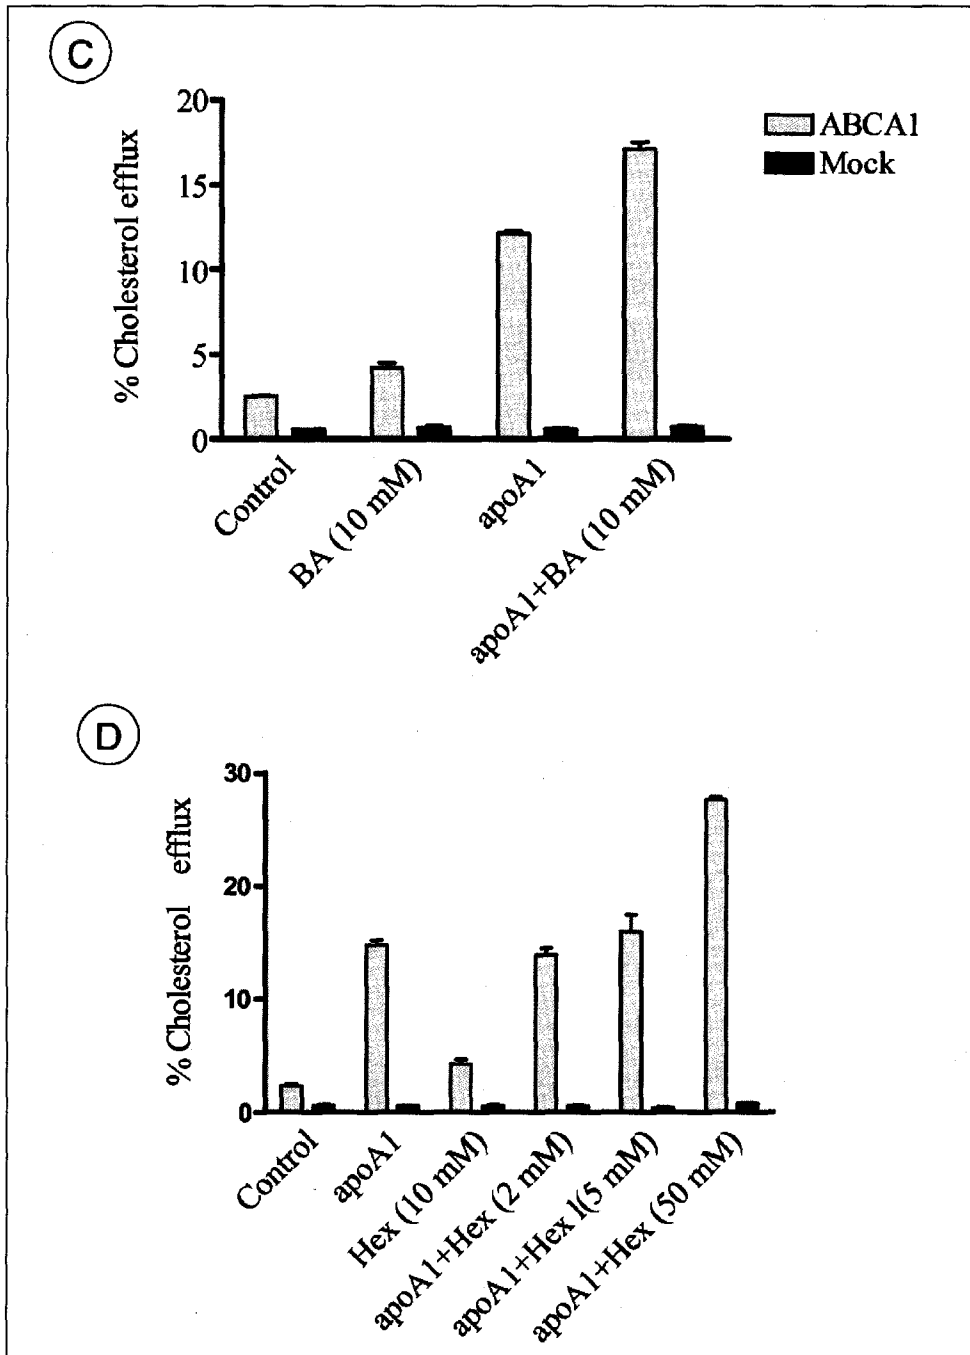 C
% Cholesterol efflux
20
15
10
5
0
ABCA1
Mock
Control
BA (10 mM)
apoA1
apoA1+BA (10 mM)
D
% Cholesterol efflux
30
20
10
0
Control
apoA1
Hex (10 mM)
apoA1+Hex (2 mM)
apoA1+Hex l(5 mM)
apoA1+Hex (50 mM)